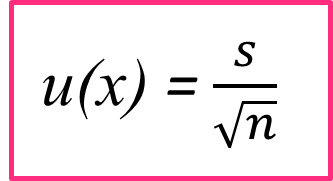 u(x) = s/√n